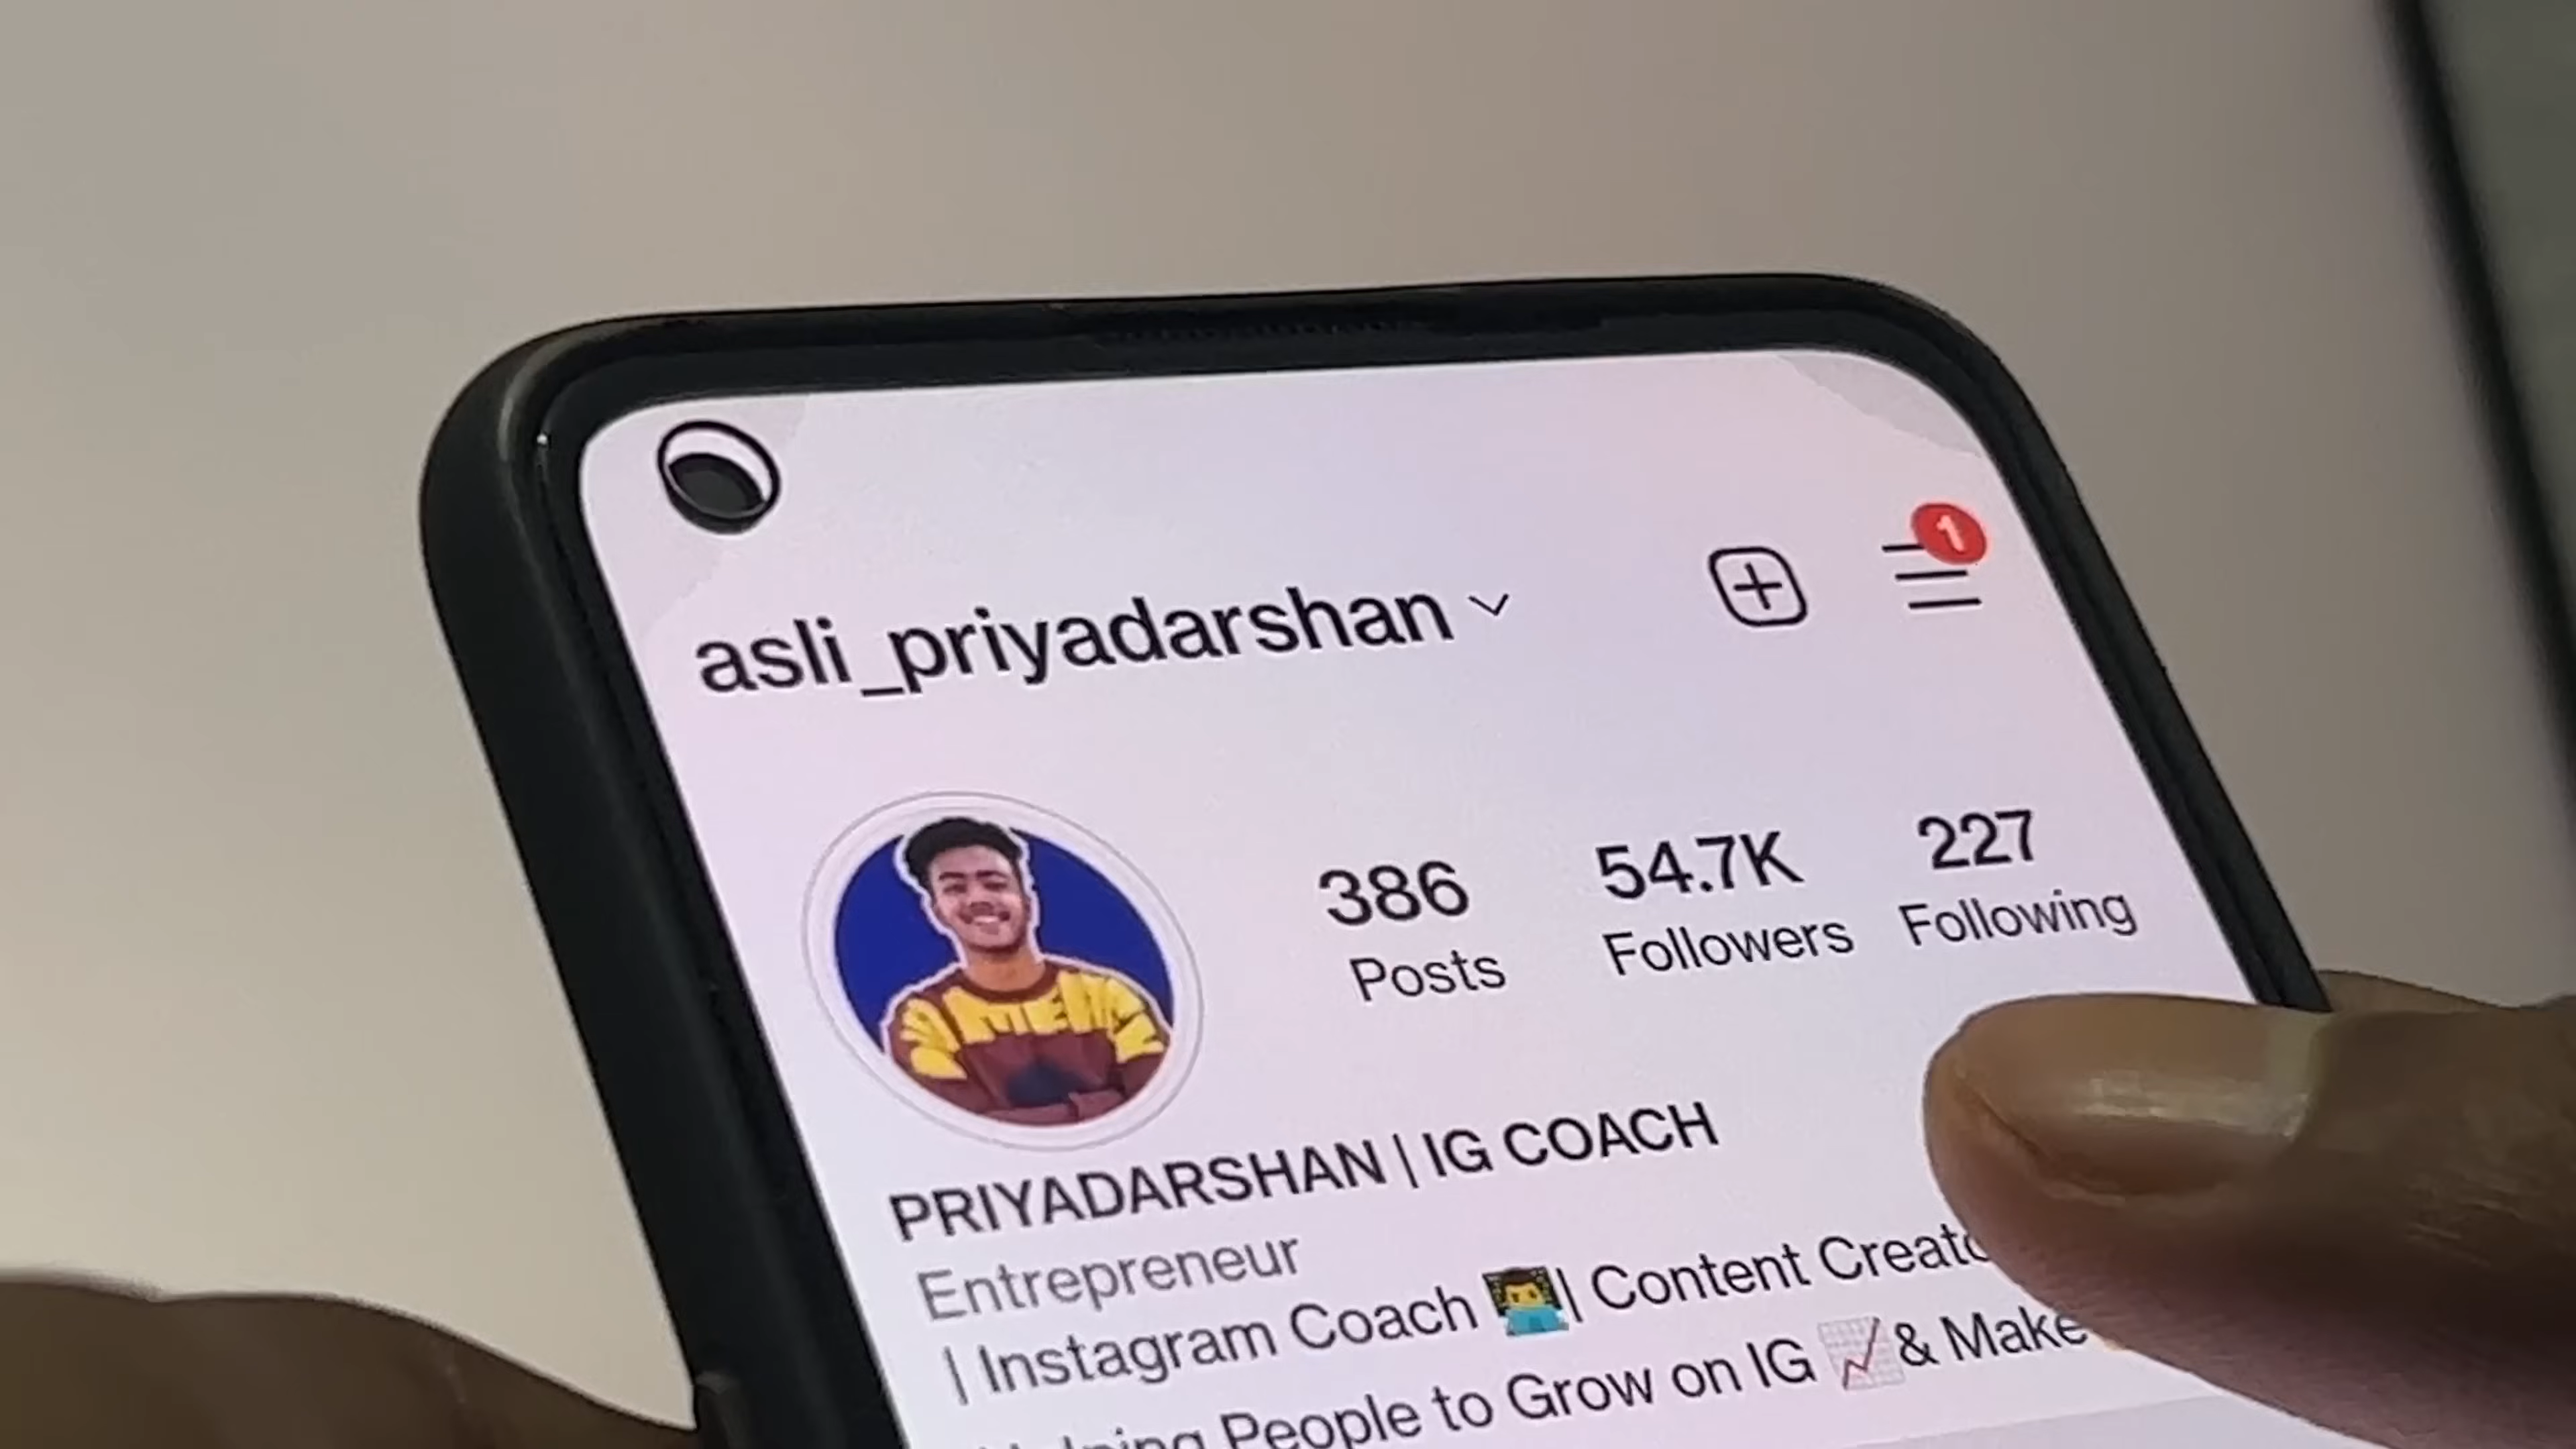 asli_priyadarshan
1
386 54.7K 227
Posts Followers Following
PRIYADARSHAN | IG COACH
Entrepreneur
| Instagram Coach 👨‍💻| Content
People to Grow on IG 📈& Make